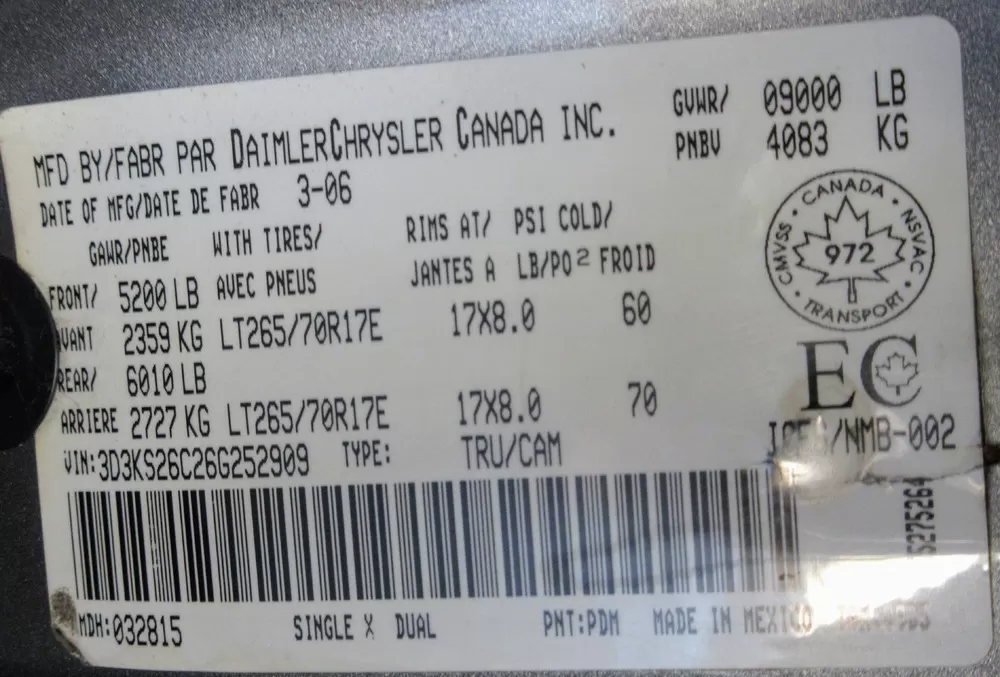 MFD BY/FABR PAR DAIMLERCHRYSLER CANADA INC.
GVWR/ 09000 LB
PNBV 4083 KG
DATE OF MFG/DATE DE FABR 3-06
GAWR/PNBE WITH TIRES/ RIMS AT/ PSI COLD/
AVEC PNEUS JANTES A LB/PO² FROID
FRONT/ 5200 LB
AVANT 2359 KG LT265/70R17E 17X8.0 60
REAR/ 6010 LB
ARRIERE 2727 KG LT265/70R17E 17X8.0 70
VIN:3D3KS26C26G252909 TYPE: TRU/CAM
CANADA · NSVAC · TRANSPORT · CMVSS ·
972
EC
/NMB-002
5275264
MDH:032815 SINGLE X DUAL PNT:PDM MADE IN MEXICO